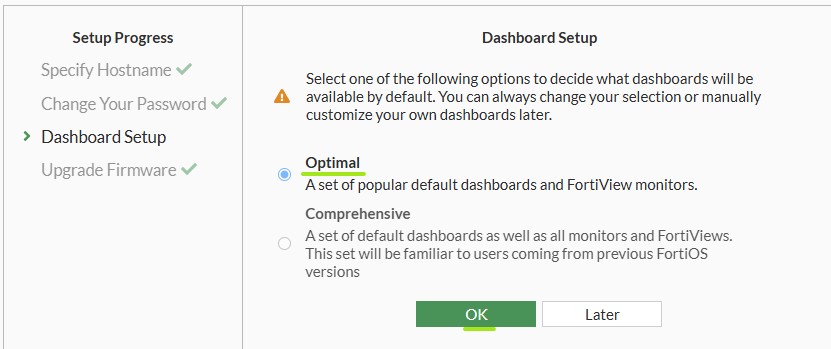 Setup Progress
Specify Hostname
Change Your Password
Dashboard Setup
Upgrade Firmware
Dashboard Setup
Select one of the following options to decide what dashboards will be
available by default. You can always change your selection or manually
customize your own dashboards later.
Optimal
A set of popular default dashboards and FortiView monitors.
Comprehensive
A set of default dashboards as well as all monitors and FortiViews.
This set will be familiar to users coming from previous FortiOS
versions
OK
Later